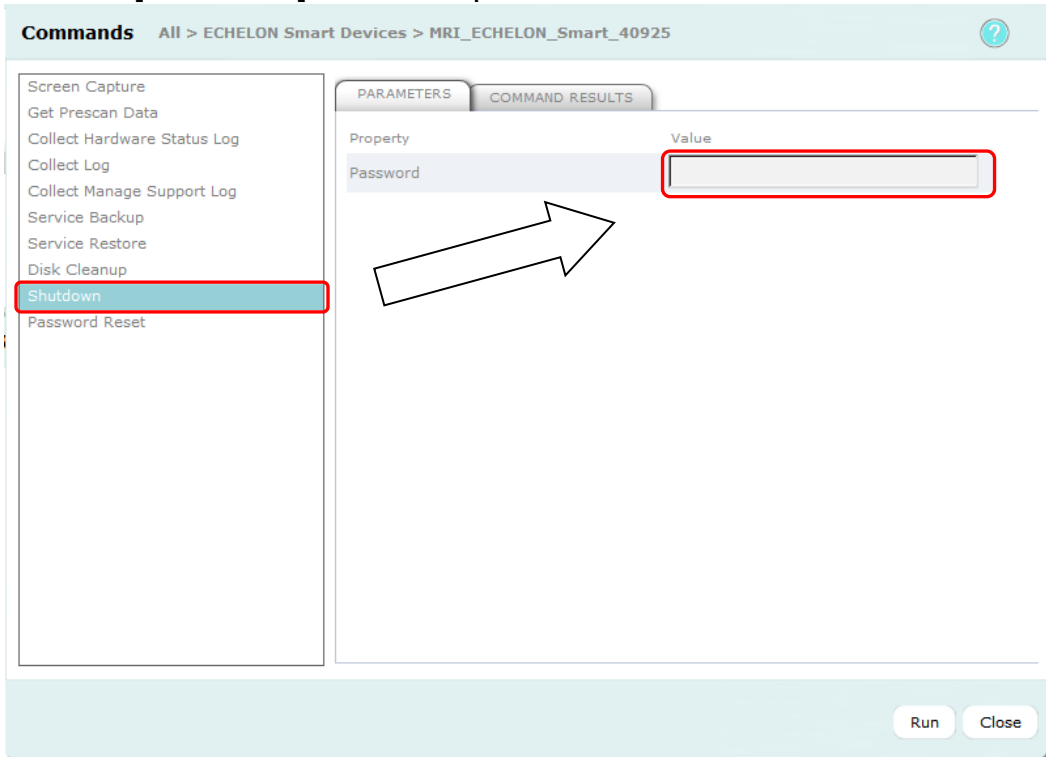 Commands All > ECHELON Smart Devices > MRI_ECHELON_Smart_40925
?
Screen Capture
Get Prescan Data
Collect Hardware Status Log
Collect Log
Collect Manage Support Log
Service Backup
Service Restore
Disk Cleanup
Shutdown
Password Reset
PARAMETERS COMMAND RESULTS
Property Value
Password
Run Close